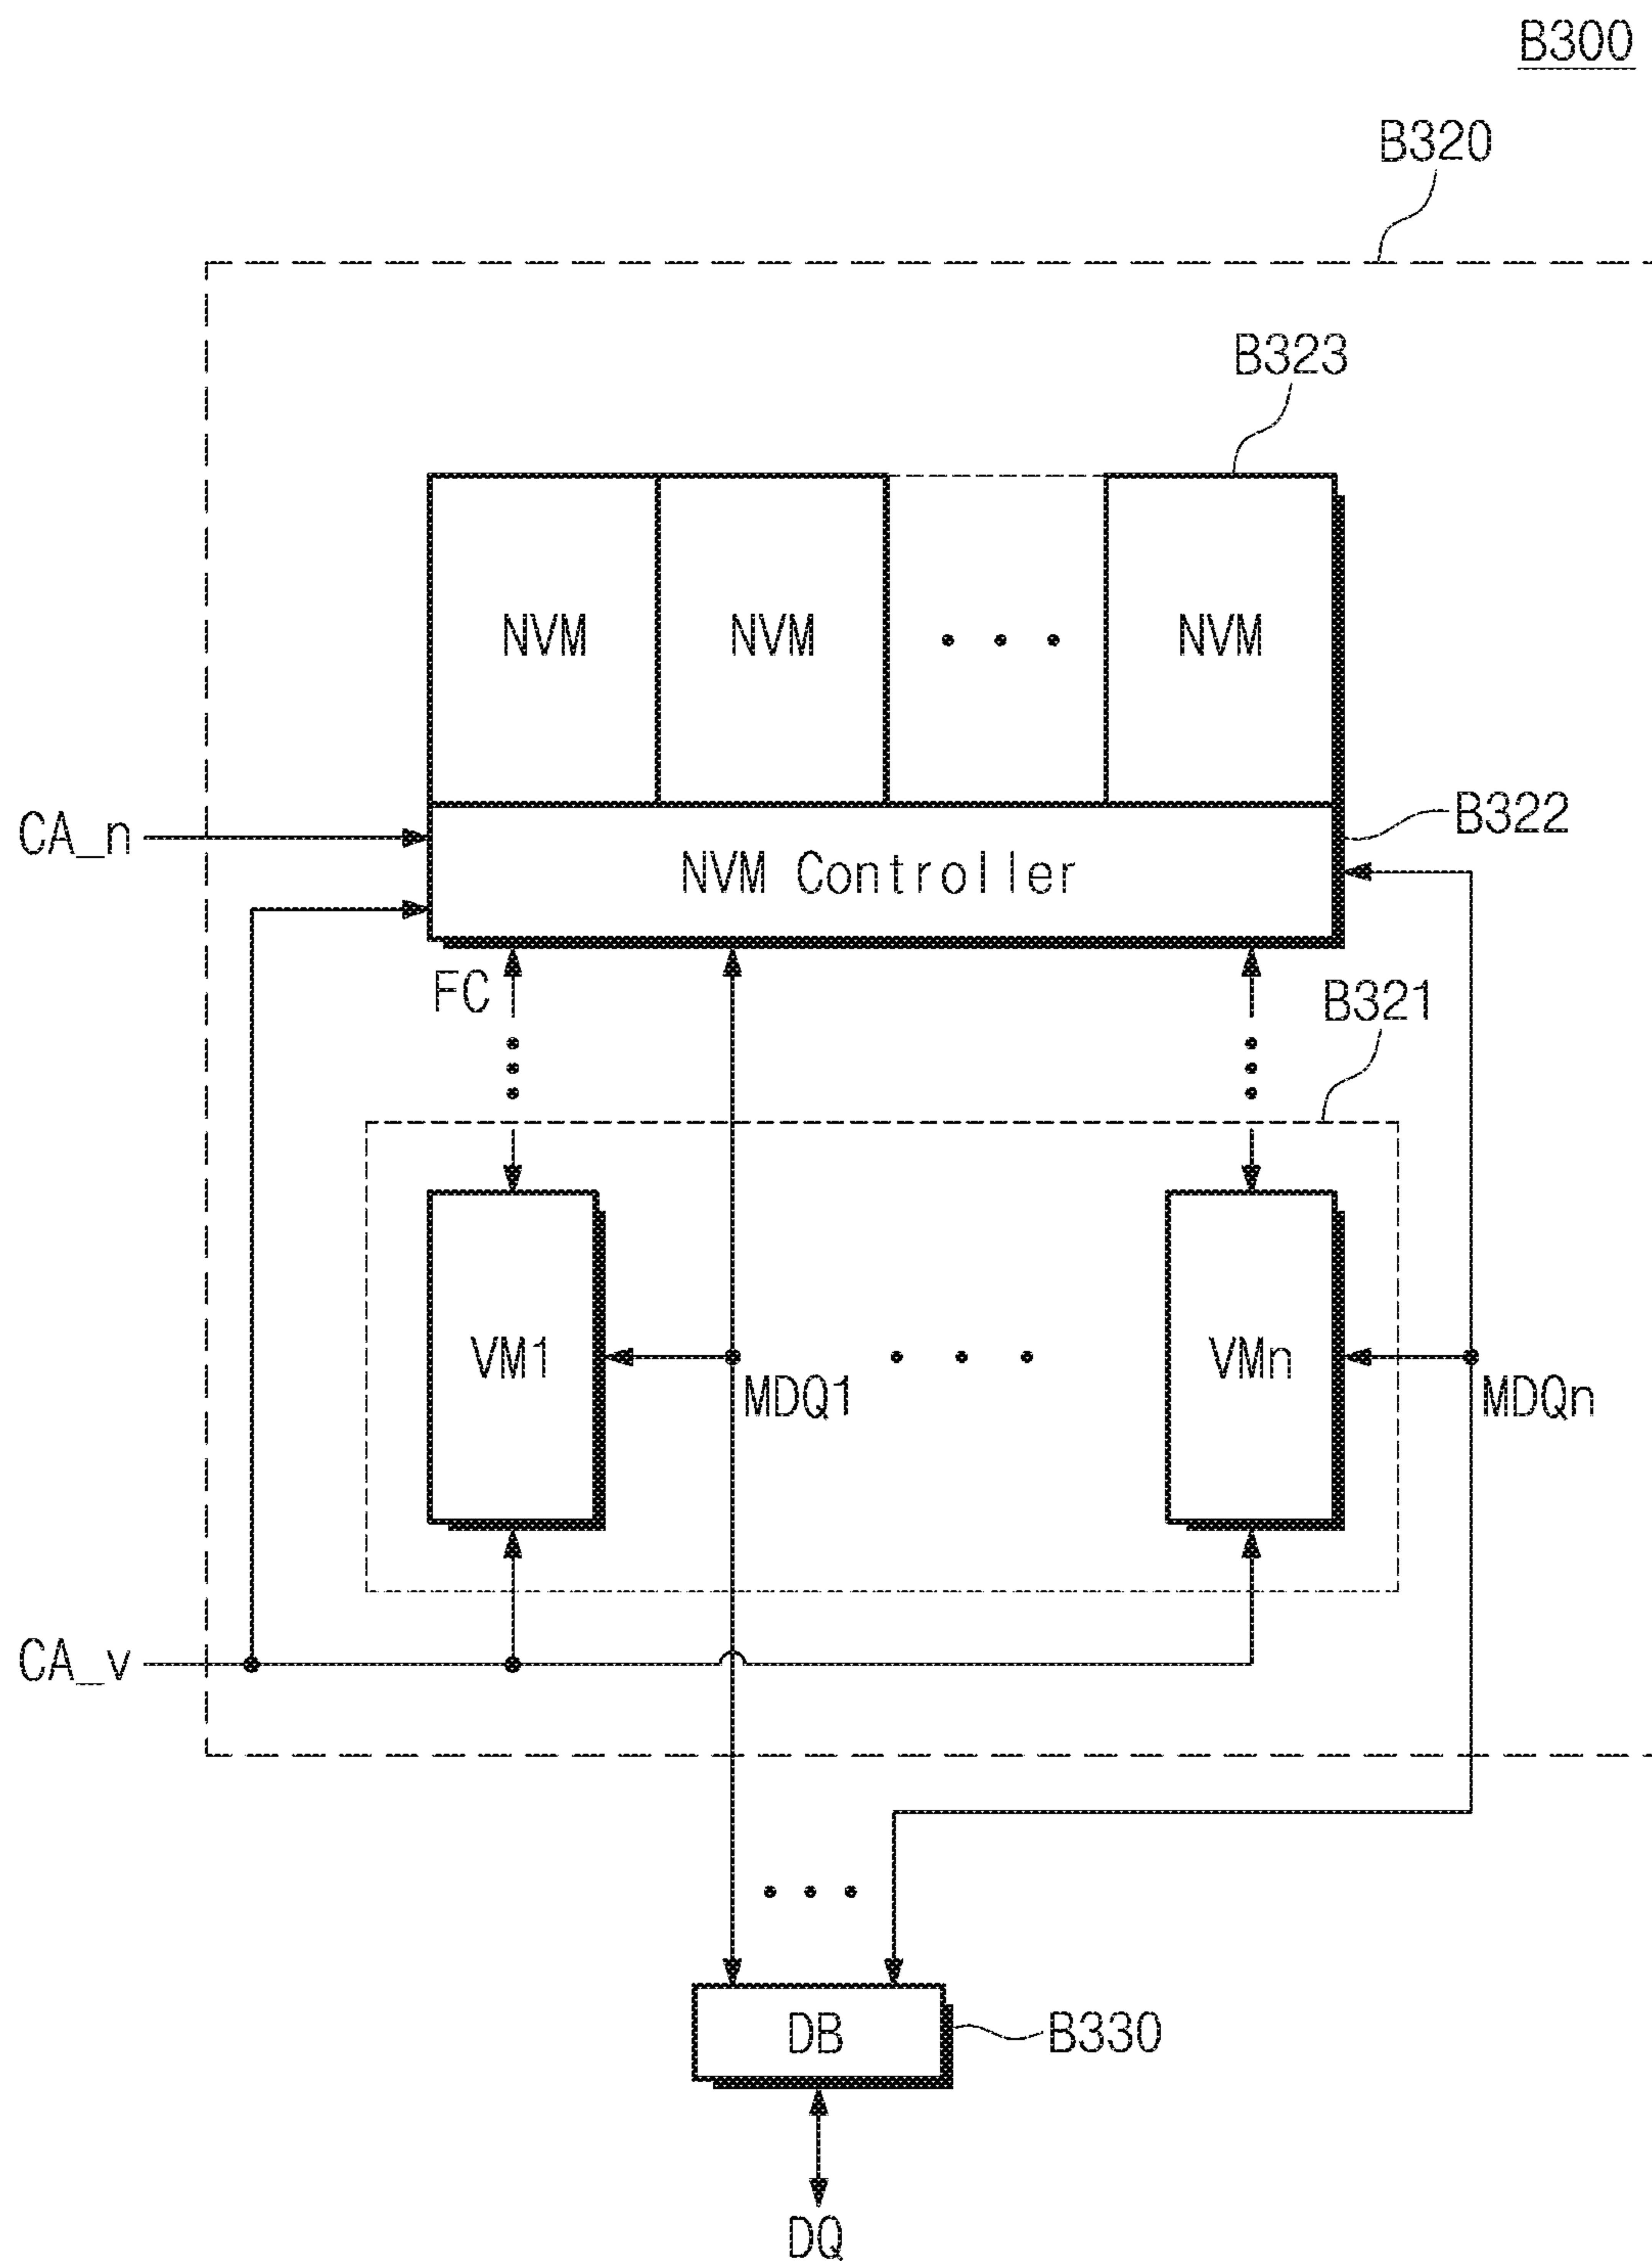 B300
B320
B323
NVM NVM • • • NVM
CA_n
B322
NVM Controller
FC
B321
VM1 • • • VMn
MDQ1 MDQn
CA_v
• • •
DB
B330
DQ